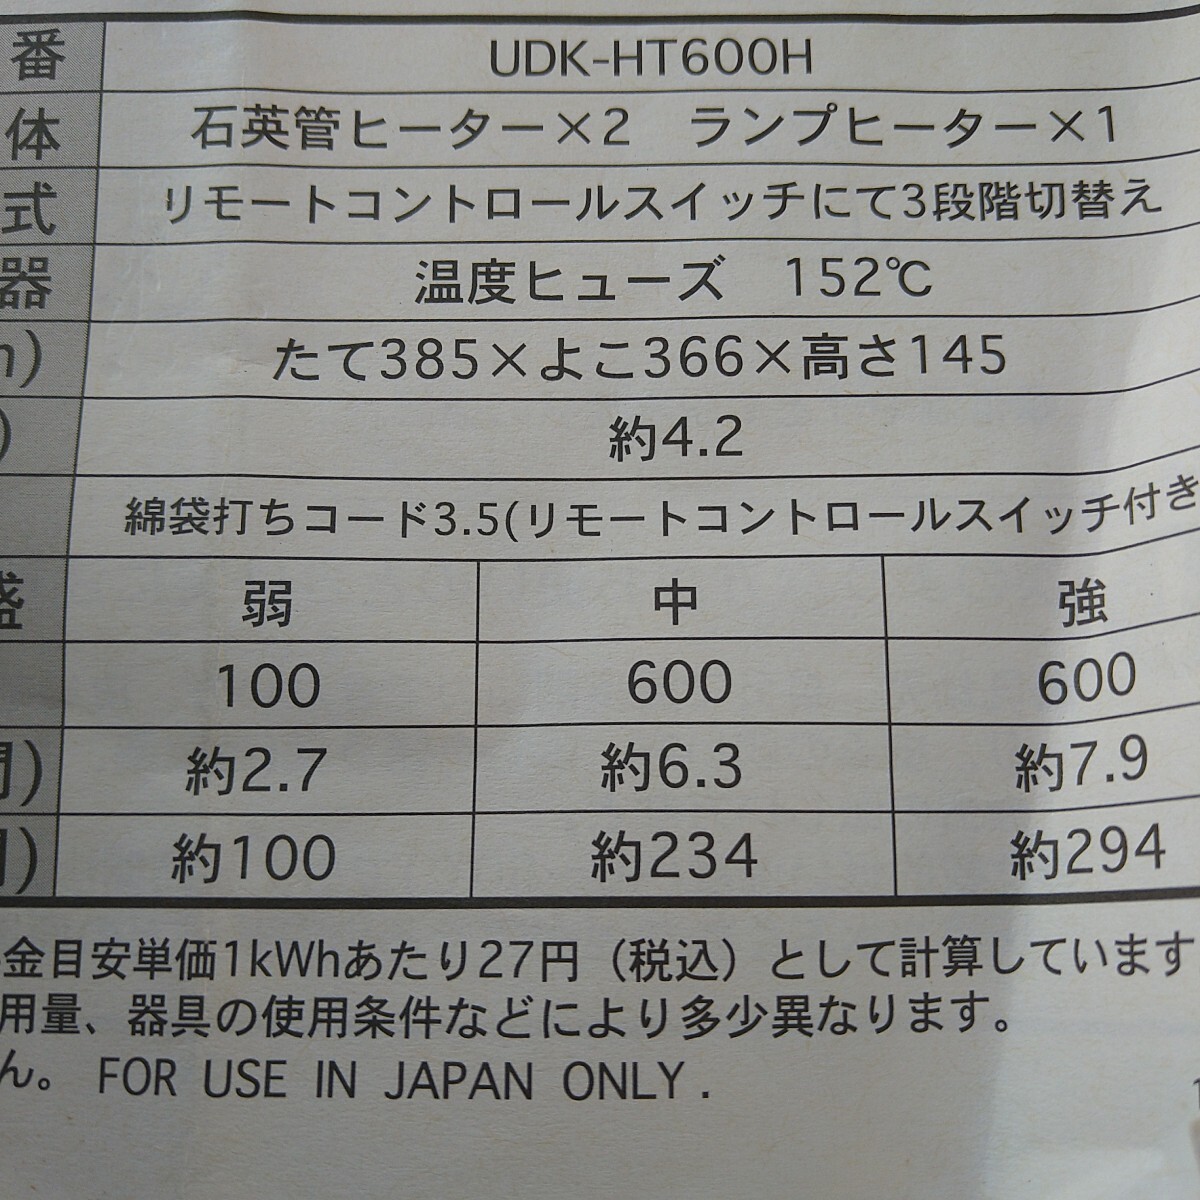 番 UDK-HT600H
体 石英管ヒーター×2 ランプヒーター×1
式 リモートコントロールスイッチにて3段階切替え
器 温度ヒューズ 152℃
) たて385×よこ366×高さ145
) 約4.2
綿袋打ちコード3.5(リモートコントロールスイッチ付き
盛 弱 中 強
100 600 600
) 約2.7 約6.3 約7.9
) 約100 約234 約294
金目安単価1kWhあたり27円（税込）として計算しています
用量、器具の使用条件などにより多少異なります。
ん。 FOR USE IN JAPAN ONLY.